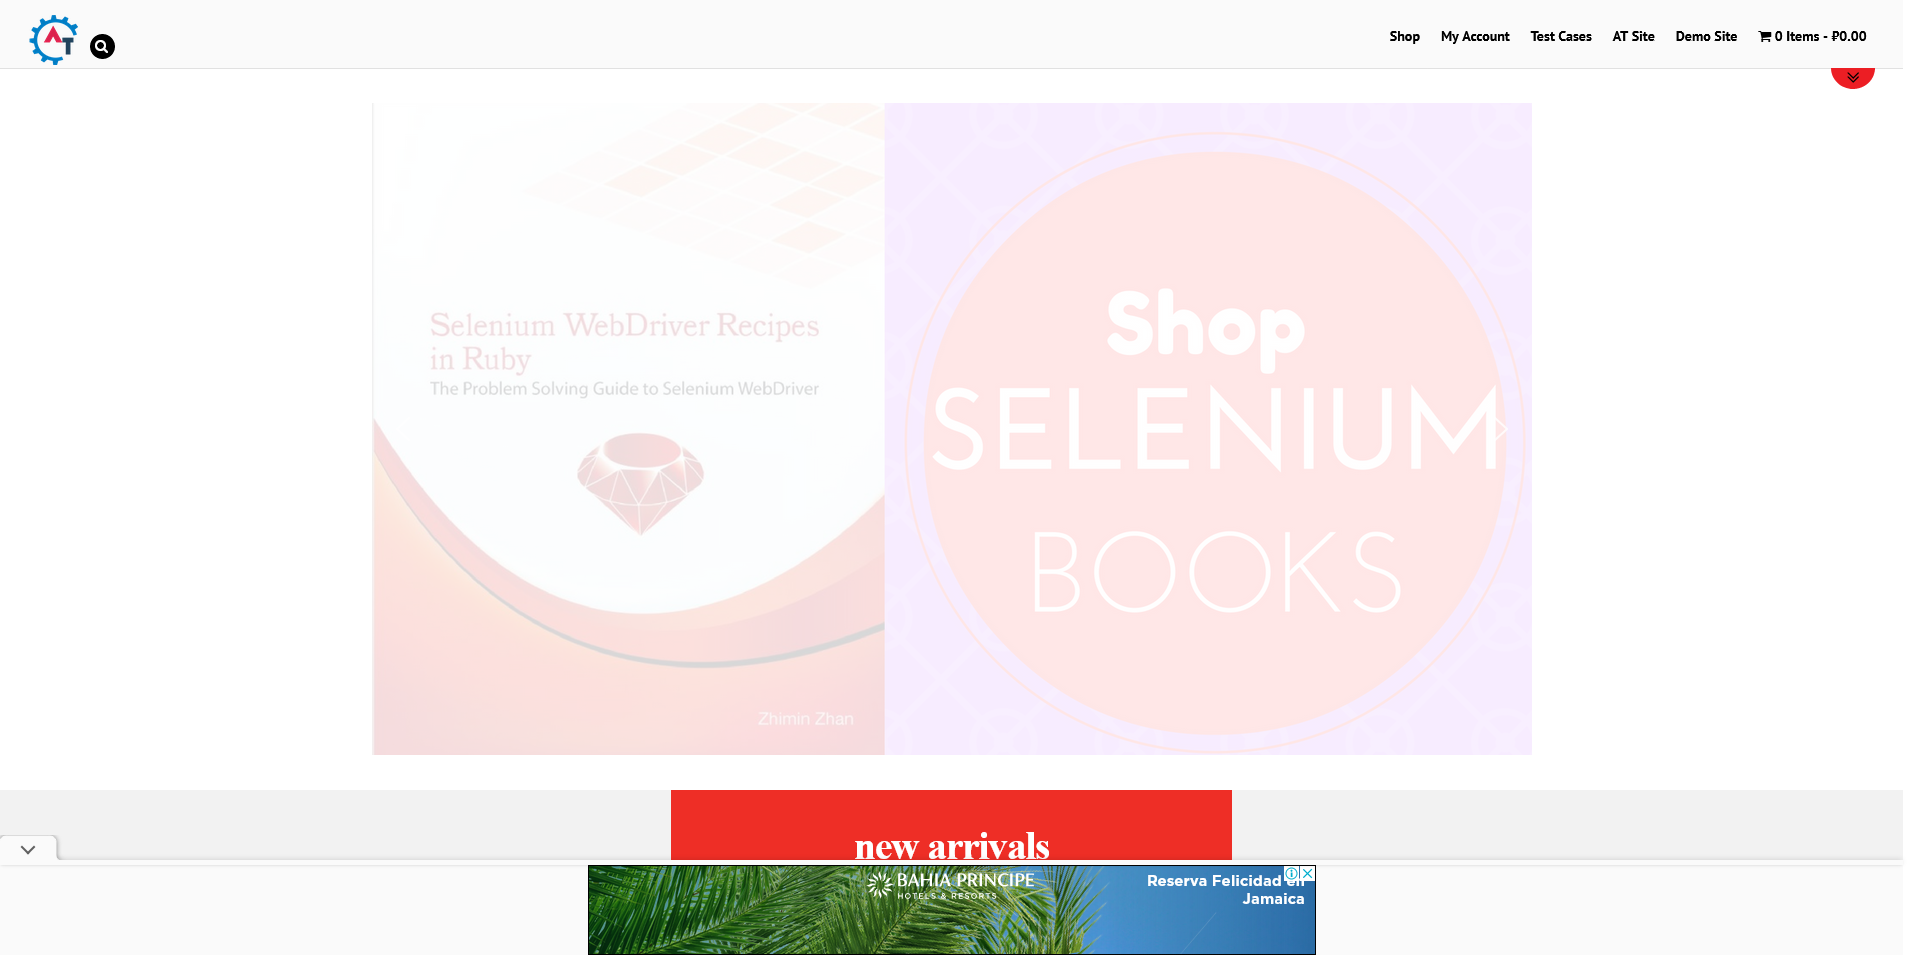 AT
Shop
My Account
Test Cases
AT Site
Demo Site
0 Items - ₽0.00
Selenium WebDriver Recipes
in Ruby
The Problem Solving Guide to Selenium WebDriver
Zhimin Zhan
Shop
SELENIUM
BOOKS
new arrivals
BAHIA PRINCIPE
HOTELS & RESORTS
Reserva Felicidad en
Jamaica